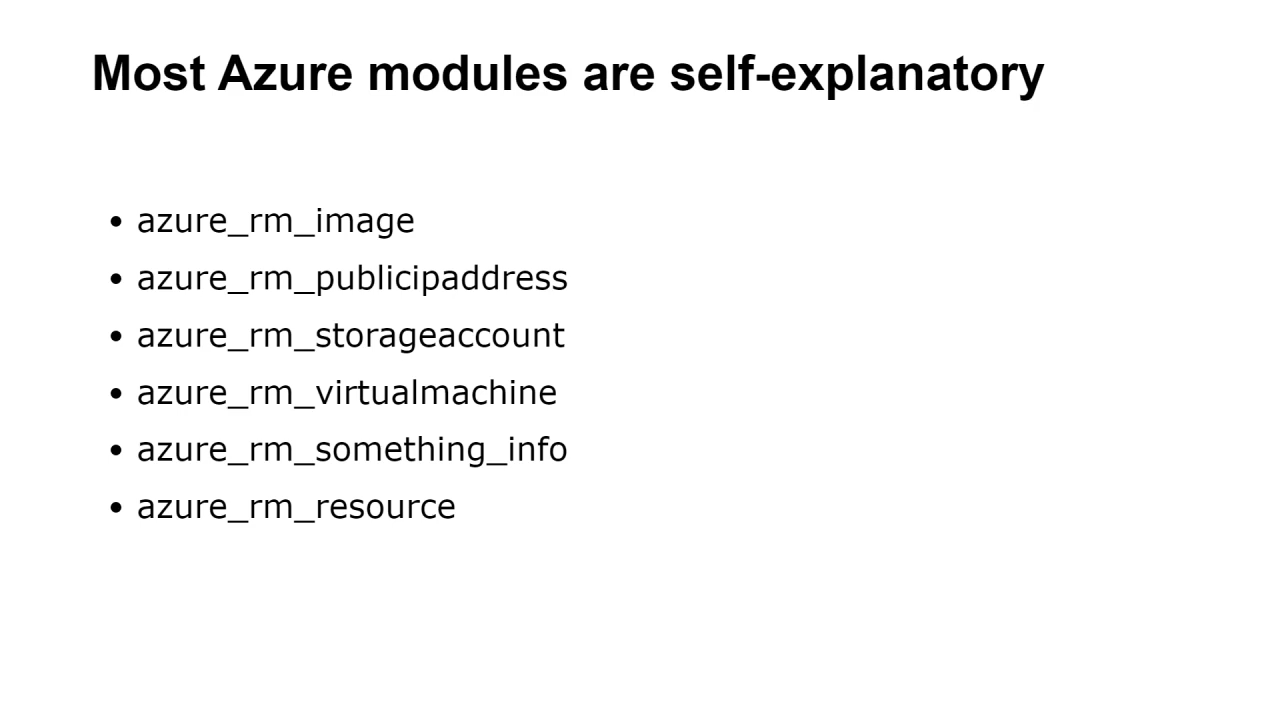 Most Azure modules are self-explanatory
• azure_rm_image
• azure_rm_publicipaddress
• azure_rm_storageaccount
• azure_rm_virtualmachine
• azure_rm_something_info
• azure_rm_resource